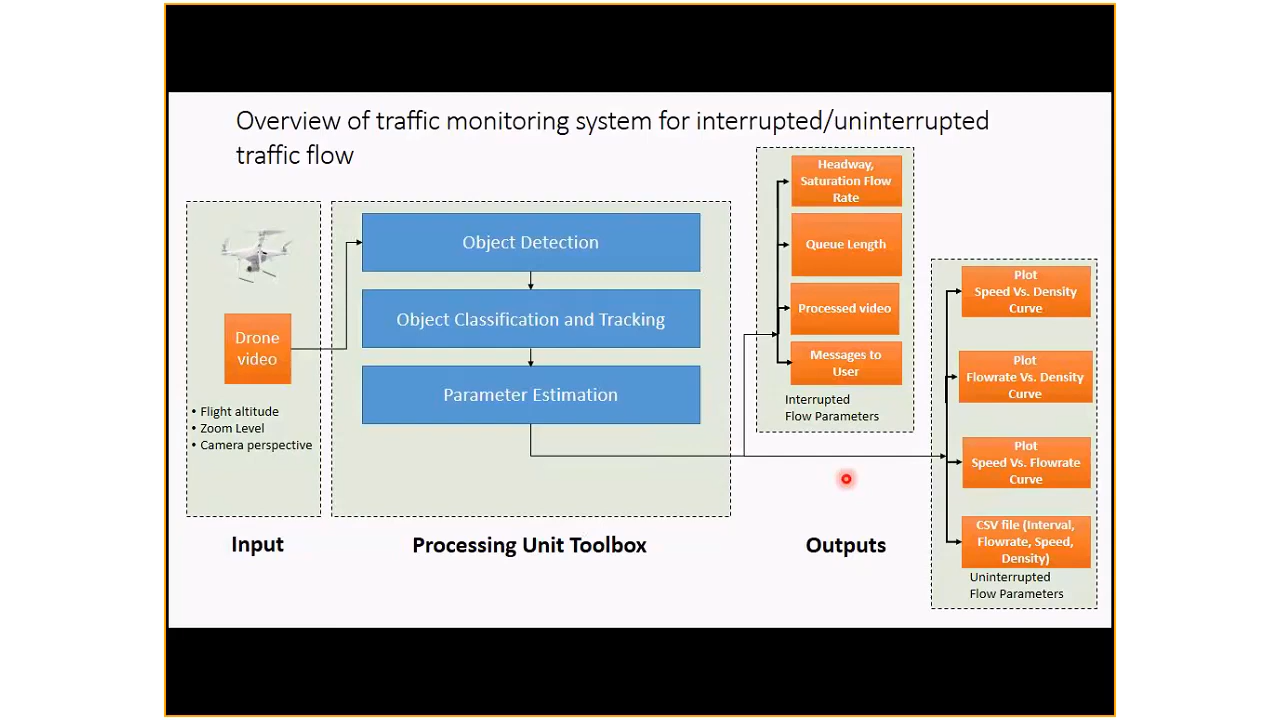 Overview of traffic monitoring system for interrupted/uninterrupted
traffic flow
Drone
video
• Flight altitude
• Zoom Level
• Camera perspective
Input
Object Detection
Object Classification and Tracking
Parameter Estimation
Processing Unit Toolbox
Headway,
Saturation Flow
Rate
Queue Length
Processed video
Messages to
User
Interrupted
Flow Parameters
Outputs
Plot
Speed Vs. Density
Curve
Plot
Flowrate Vs. Density
Curve
Plot
Speed Vs. Flowrate
Curve
CSV file (Interval,
Flowrate, Speed,
Density)
Uninterrupted
Flow Parameters